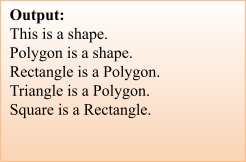 Output:
This is a shape.
Polygon is a shape.
Rectangle is a Polygon.
Triangle is a Polygon.
Square is a Rectangle.